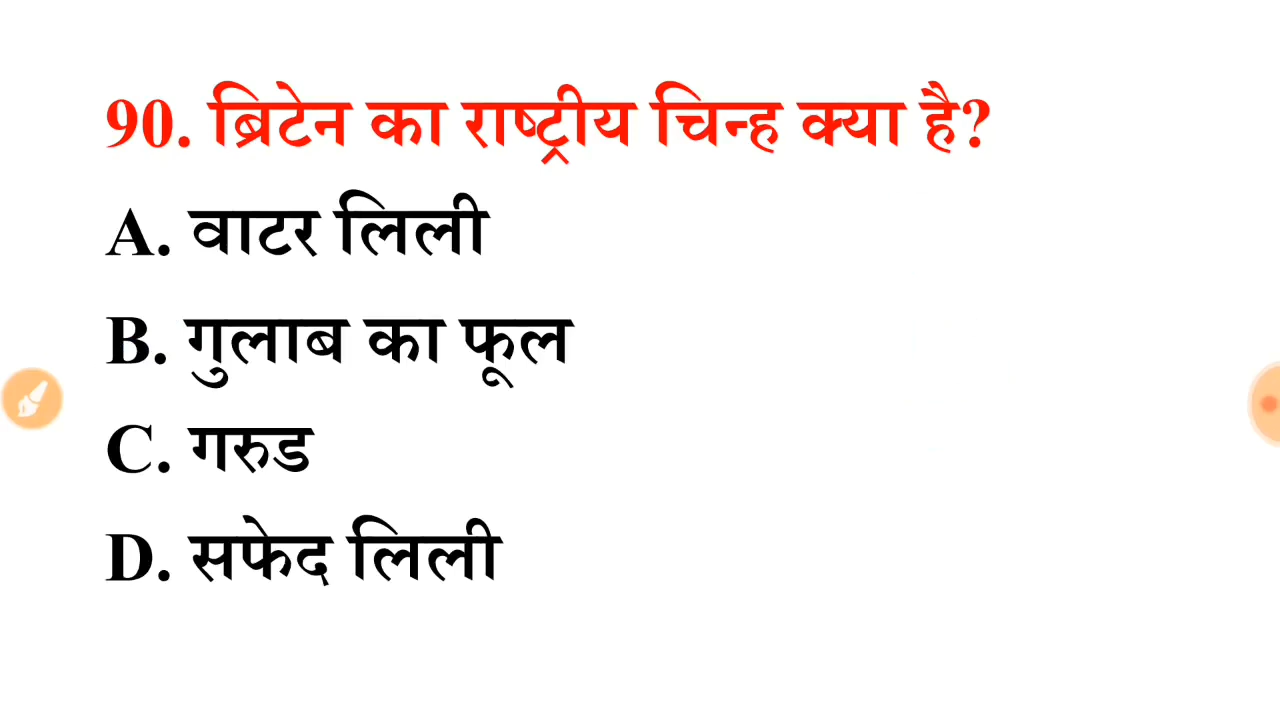 90. ब्रिटेन का राष्ट्रीय चिन्ह क्या है?
A. वाटर लिली
B. गुलाब का फूल
C. गरुड
D. सफेद लिली